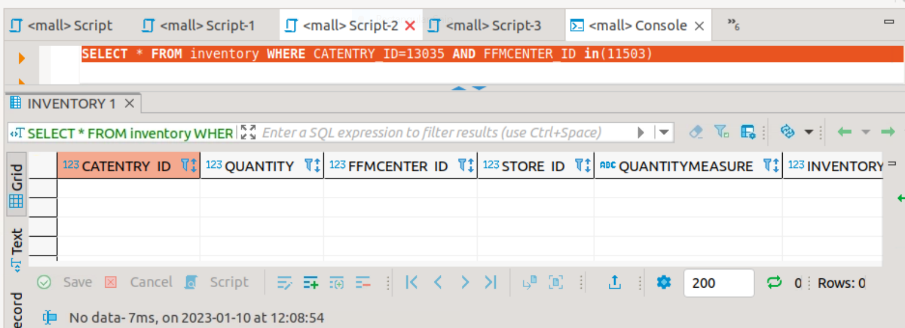 <mall> Script <mall> Script-1 <mall> Script-2 <mall> Script-3 <mall> Console »6
SELECT * FROM inventory WHERE CATENTRY_ID=13035 AND FFMCENTER_ID in(11503)
INVENTORY 1
SELECT * FROM inventory WHER Enter a SQL expression to filter results (use Ctrl+Space)
Grid
123 CATENTRY_ID 123 QUANTITY 123 FFMCENTER_ID 123 STORE_ID ABC QUANTITYMEASURE 123 INVENTORY
Text
Save Cancel Script 200 0 Rows: 0
ecord
No data- 7ms, on 2023-01-10 at 12:08:54